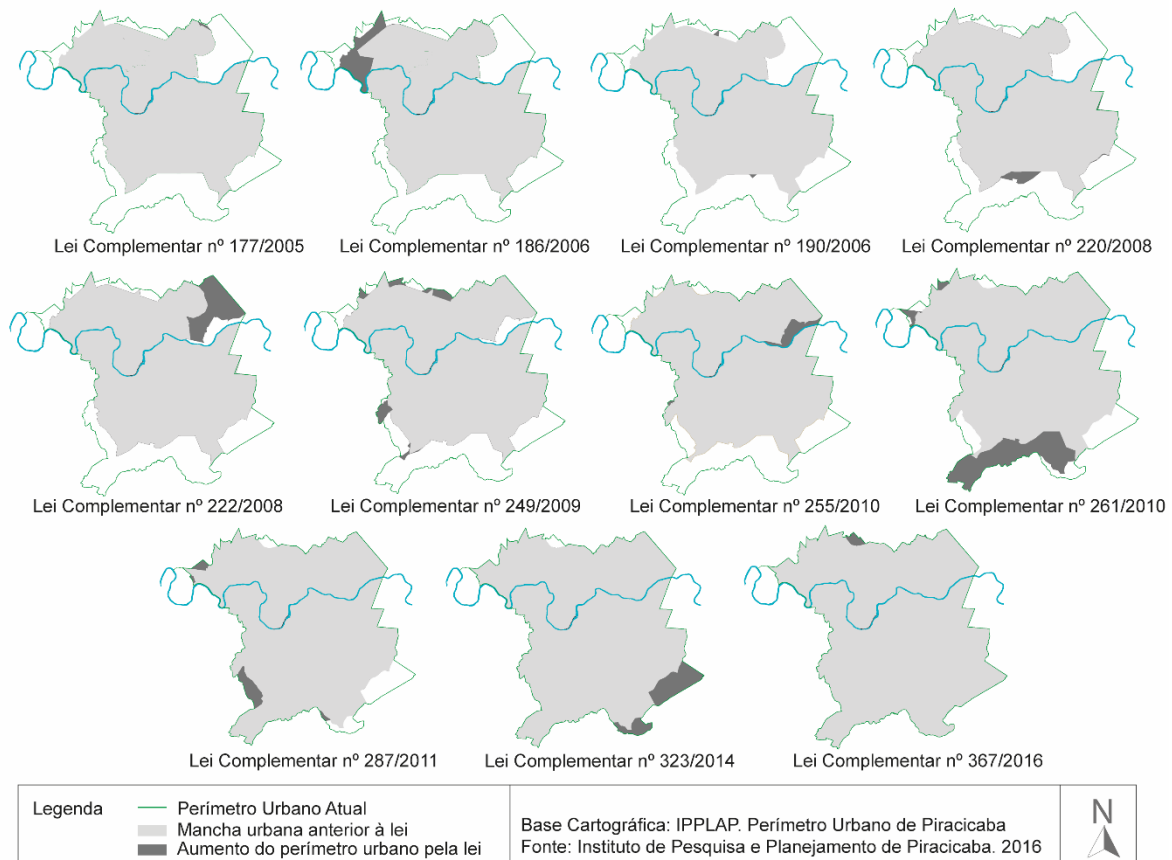 Lei Complementar nº 177/2005
Lei Complementar nº 186/2006
Lei Complementar nº 190/2006
Lei Complementar nº 220/2008
Lei Complementar nº 222/2008
Lei Complementar nº 249/2009
Lei Complementar nº 255/2010
Lei Complementar nº 261/2010
Lei Complementar nº 287/2011
Lei Complementar nº 323/2014
Lei Complementar nº 367/2016
Legenda
Perímetro Urbano Atual
Mancha urbana anterior à lei
Aumento do perímetro urbano pela lei
Base Cartográfica: IPPLAP. Perímetro Urbano de Piracicaba
Fonte: Instituto de Pesquisa e Planejamento de Piracicaba. 2016
N